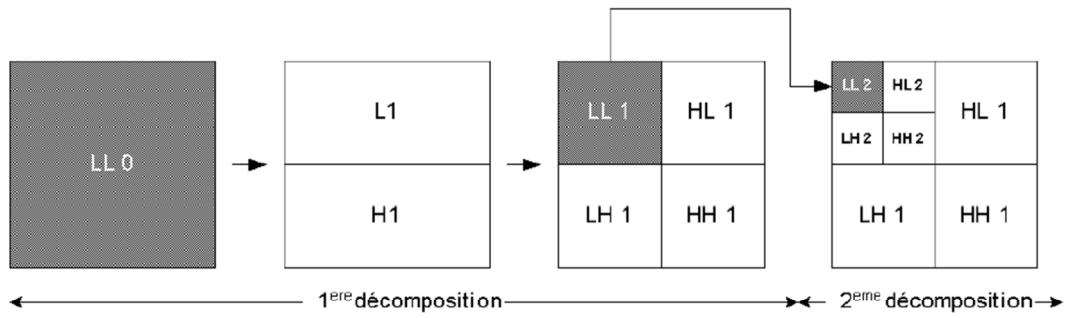 LL 0
L1
H1
LL 1
HL 1
LH 1
HH 1
LL 2
HL 2
LH 2
HH 2
HL 1
LH 1
HH 1
1ere décomposition
2eme décomposition